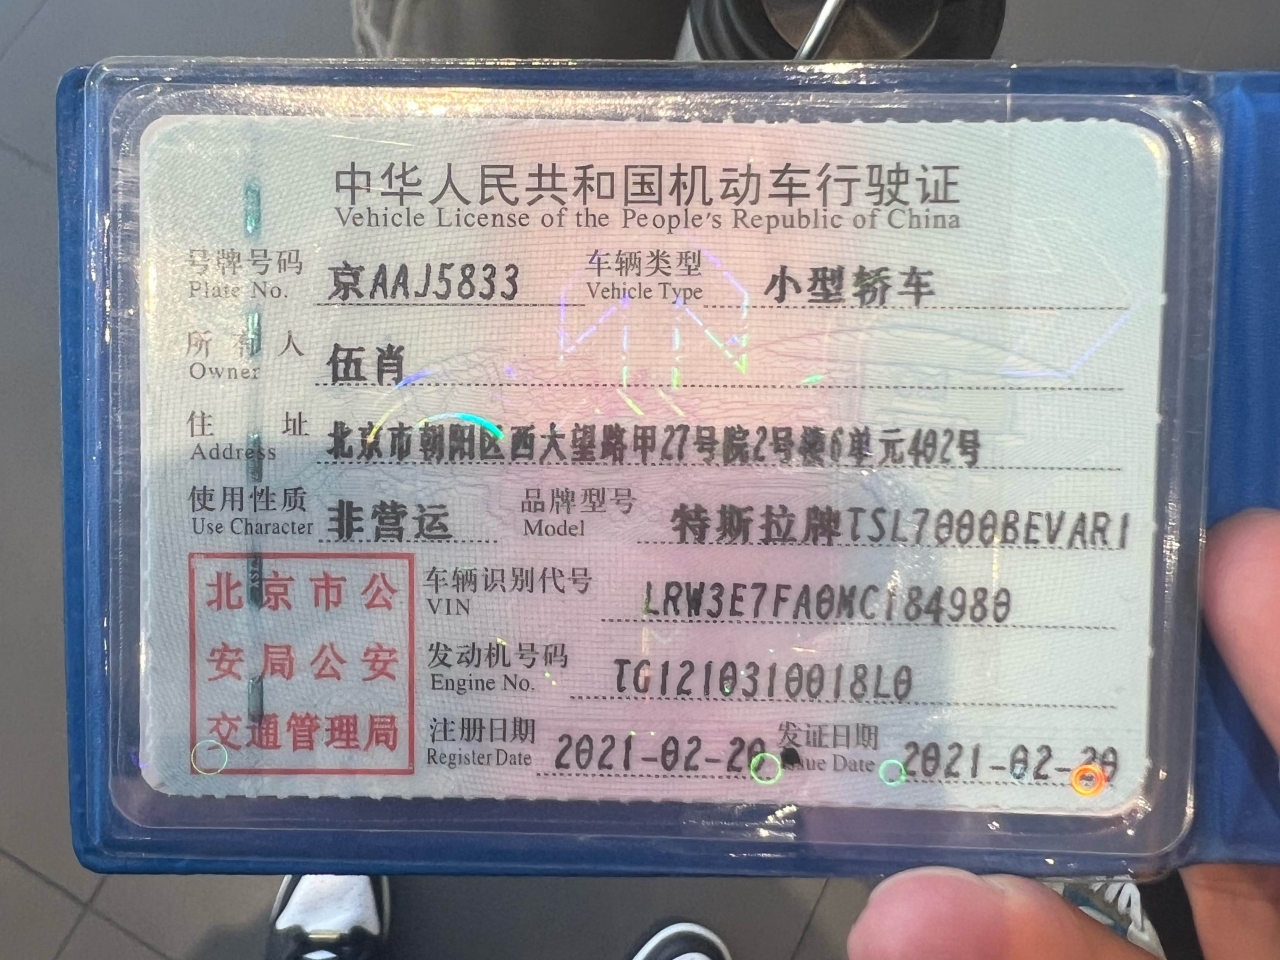 中华人民共和国机动车行驶证
Vehicle License of the People's Republic of China
号牌号码 京AAJ5833 车辆类型 小型轿车
Plate No. Vehicle Type
所有人 伍肖
Owner
住址 北京市朝阳区西大望路甲27号院2号楼6单元402号
Address
使用性质 非营运 品牌型号 特斯拉牌TSL7000BEVAR1
Use Character Model
北京市公
安局公安
交通管理局
车辆识别代号 LRW3E7FA0MC184980
VIN
发动机号码 TG1210310018L0
Engine No.
注册日期 2021-02-20 发证日期 2021-02-20
Register Date Issue Date